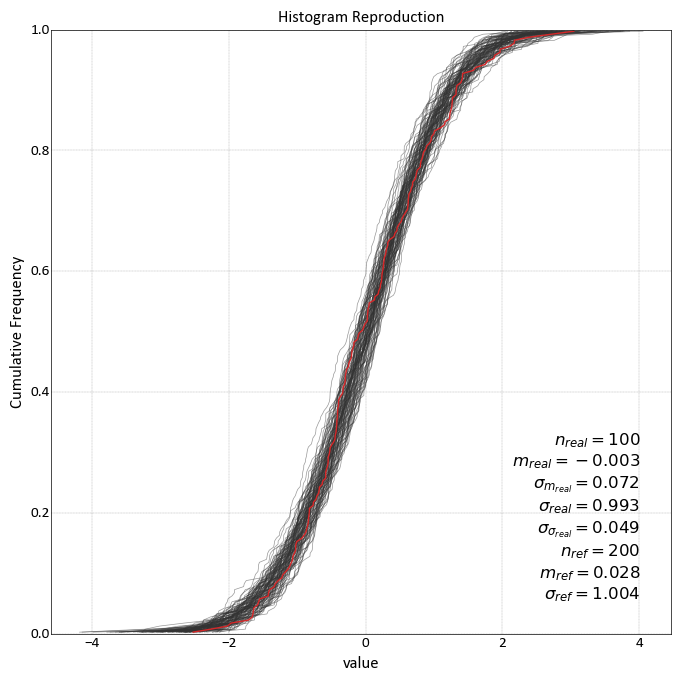 Histogram Reproduction
1.0
0.8
0.6
0.4
0.2
0.0
Cumulative Frequency
n_real = 100
m_real = −0.003
σ_m_real = 0.072
σ_real = 0.993
σ_σ_real = 0.049
n_ref = 200
m_ref = 0.028
σ_ref = 1.004
−4 −2 0 2 4
value